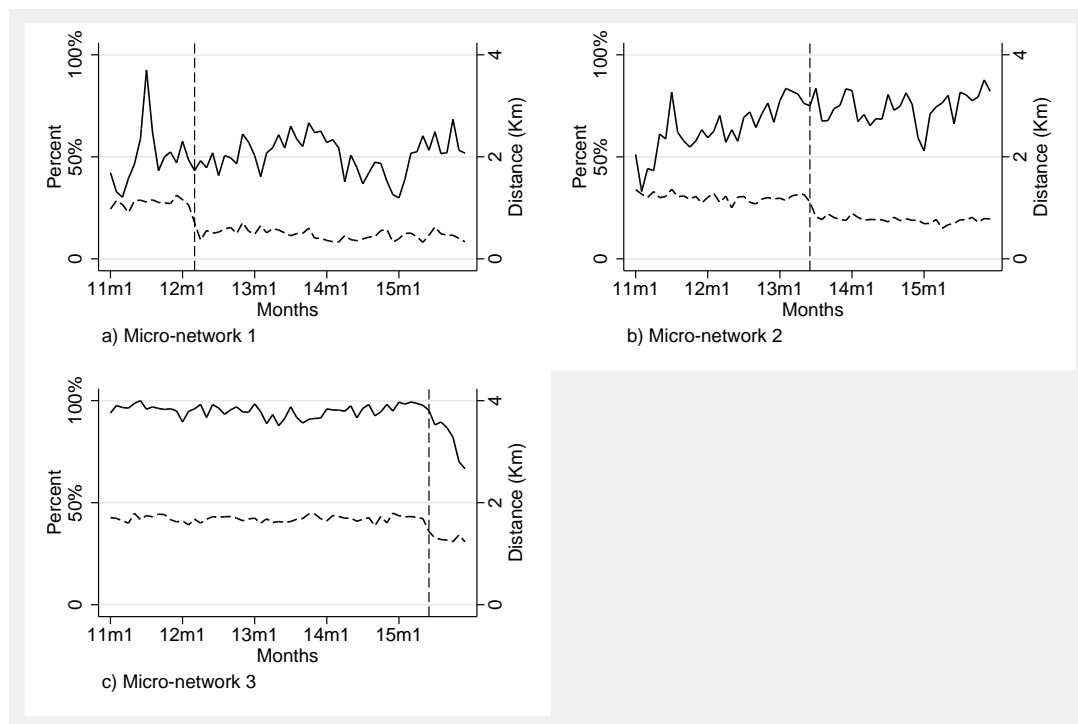 100%
50%
0
Percent
4
2
0
Distance (Km)
11m1 12m1 13m1 14m1 15m1
Months
a) Micro-network 1
100%
50%
0
Percent
4
2
0
Distance (Km)
11m1 12m1 13m1 14m1 15m1
Months
b) Micro-network 2
100%
50%
0
Percent
4
2
0
Distance (Km)
11m1 12m1 13m1 14m1 15m1
Months
c) Micro-network 3